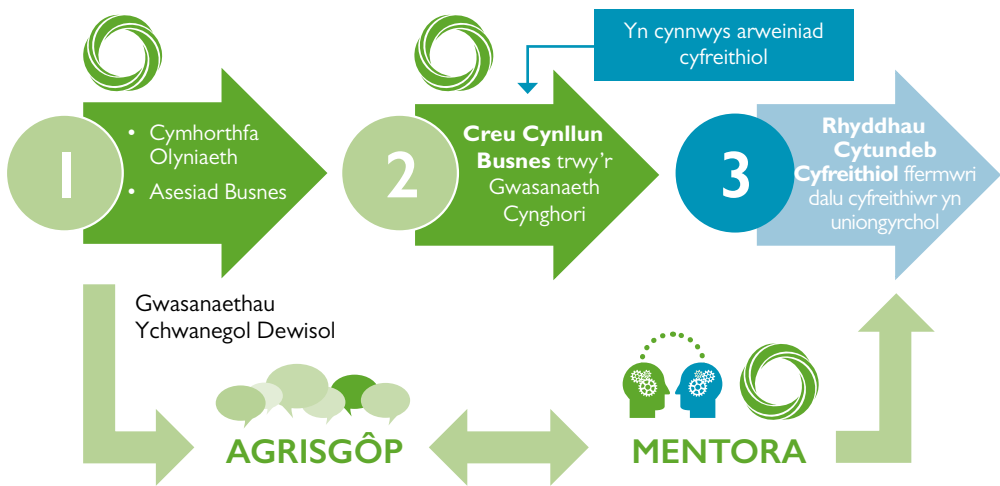 1
• Cymhorthfa
Olyniaeth
• Asesiad Busnes
2
Creu Cynllun
Busnes trwy'r
Gwasanaeth
Cynghori
Yn cynnwys arweiniad
cyfreithiol
3
Rhyddhau
Cytundeb
Cyfreithiol ffermwri
dalu cyfreithiwr yn
uniongyrchol
Gwasanaethau
Ychwanegol Dewisol
AGRISGÔP
MENTORA